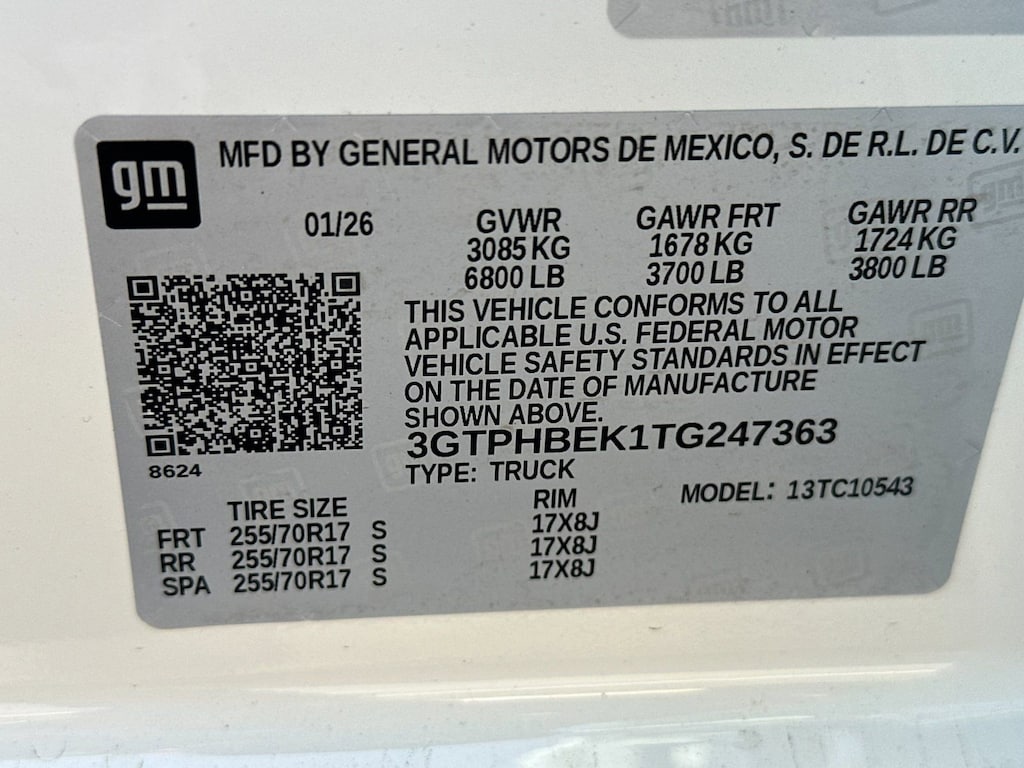 gm
MFD BY GENERAL MOTORS DE MEXICO, S. DE R.L. DE C.V.
01/26
GVWR
3085 KG
6800 LB
GAWR FRT
1678 KG
3700 LB
GAWR RR
1724 KG
3800 LB
THIS VEHICLE CONFORMS TO ALL
APPLICABLE U.S. FEDERAL MOTOR
VEHICLE SAFETY STANDARDS IN EFFECT
ON THE DATE OF MANUFACTURE
SHOWN ABOVE.
3GTPHBEK1TG247363
8624
TYPE: TRUCK
MODEL: 13TC10543
TIRE SIZE RIM
FRT 255/70R17 S 17X8J
RR 255/70R17 S 17X8J
SPA 255/70R17 S 17X8J